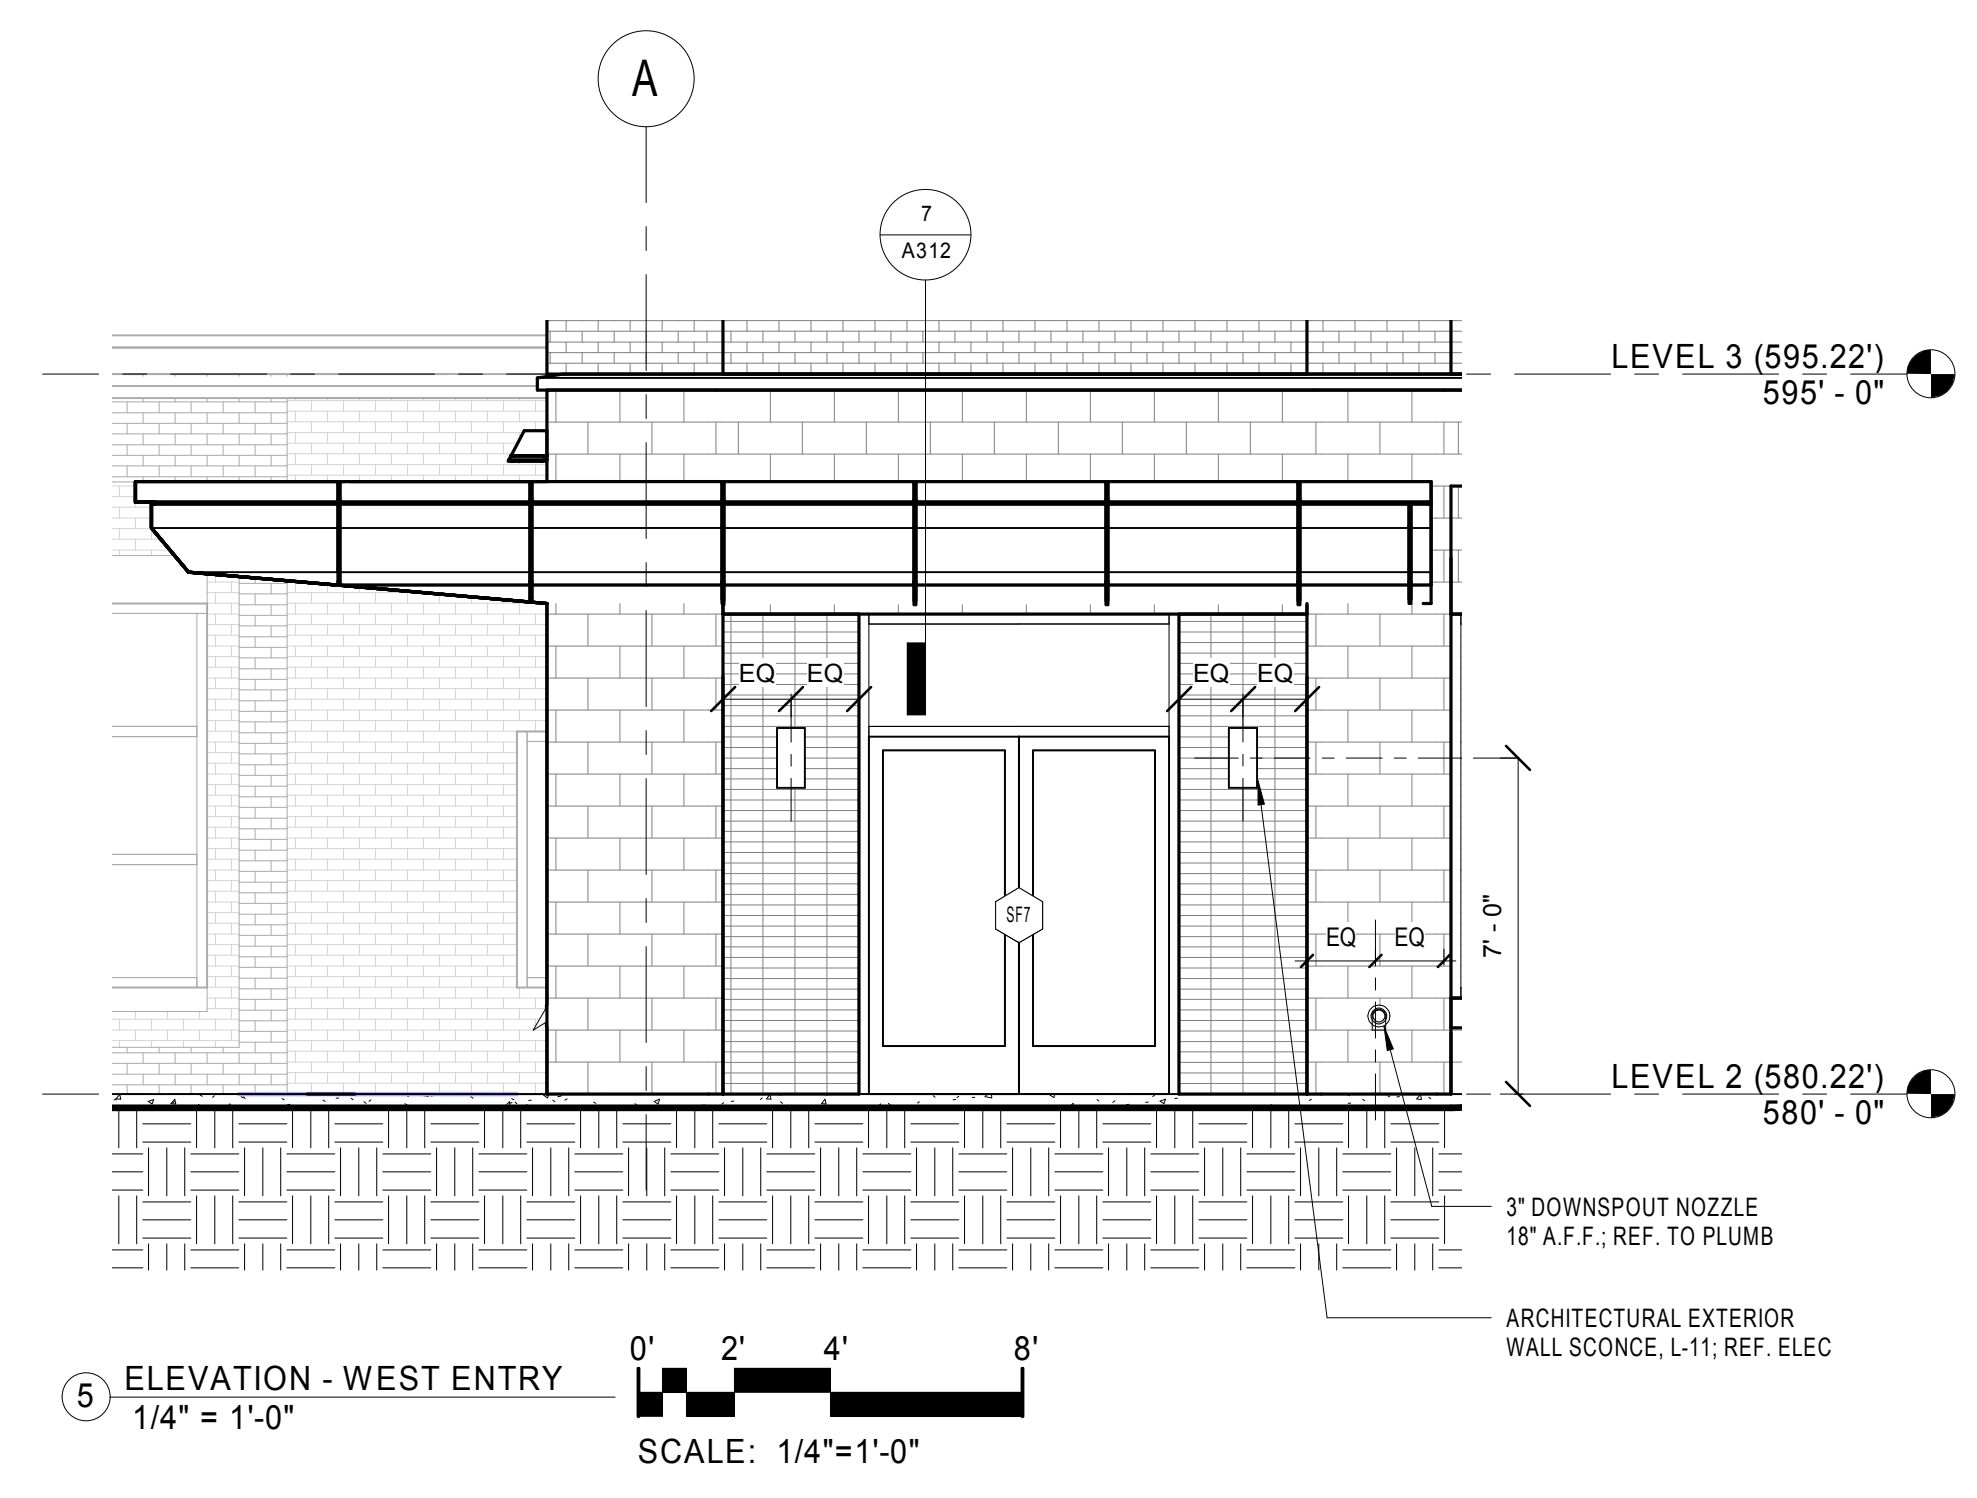 A
7
A312
LEVEL 3 (595.22')
595' - 0"
EQ EQ EQ EQ
SF7
EQ EQ
7' - 0"
LEVEL 2 (580.22')
580' - 0"
3" DOWNSPOUT NOZZLE
18" A.F.F.; REF. TO PLUMB
ARCHITECTURAL EXTERIOR
WALL SCONCE, L-11; REF. ELEC
5 ELEVATION - WEST ENTRY
1/4" = 1'-0"
0' 2' 4' 8'
SCALE: 1/4"=1'-0"